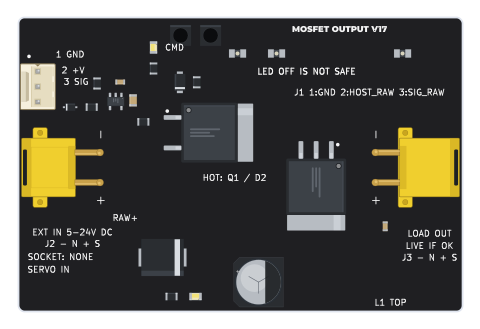 MOSFET OUTPUT V17
CMD
1 GND
2 +V
3 SIG
LED OFF IS NOT SAFE
J1 1:GND 2:HOST_RAW 3:SIG_RAW
HOT: Q1 / D2
RAW+
EXT IN 5-24V DC
J2 - N + S
SOCKET: NONE
SERVO IN
LOAD OUT
LIVE IF OK
J3 - N + S
L1 TOP